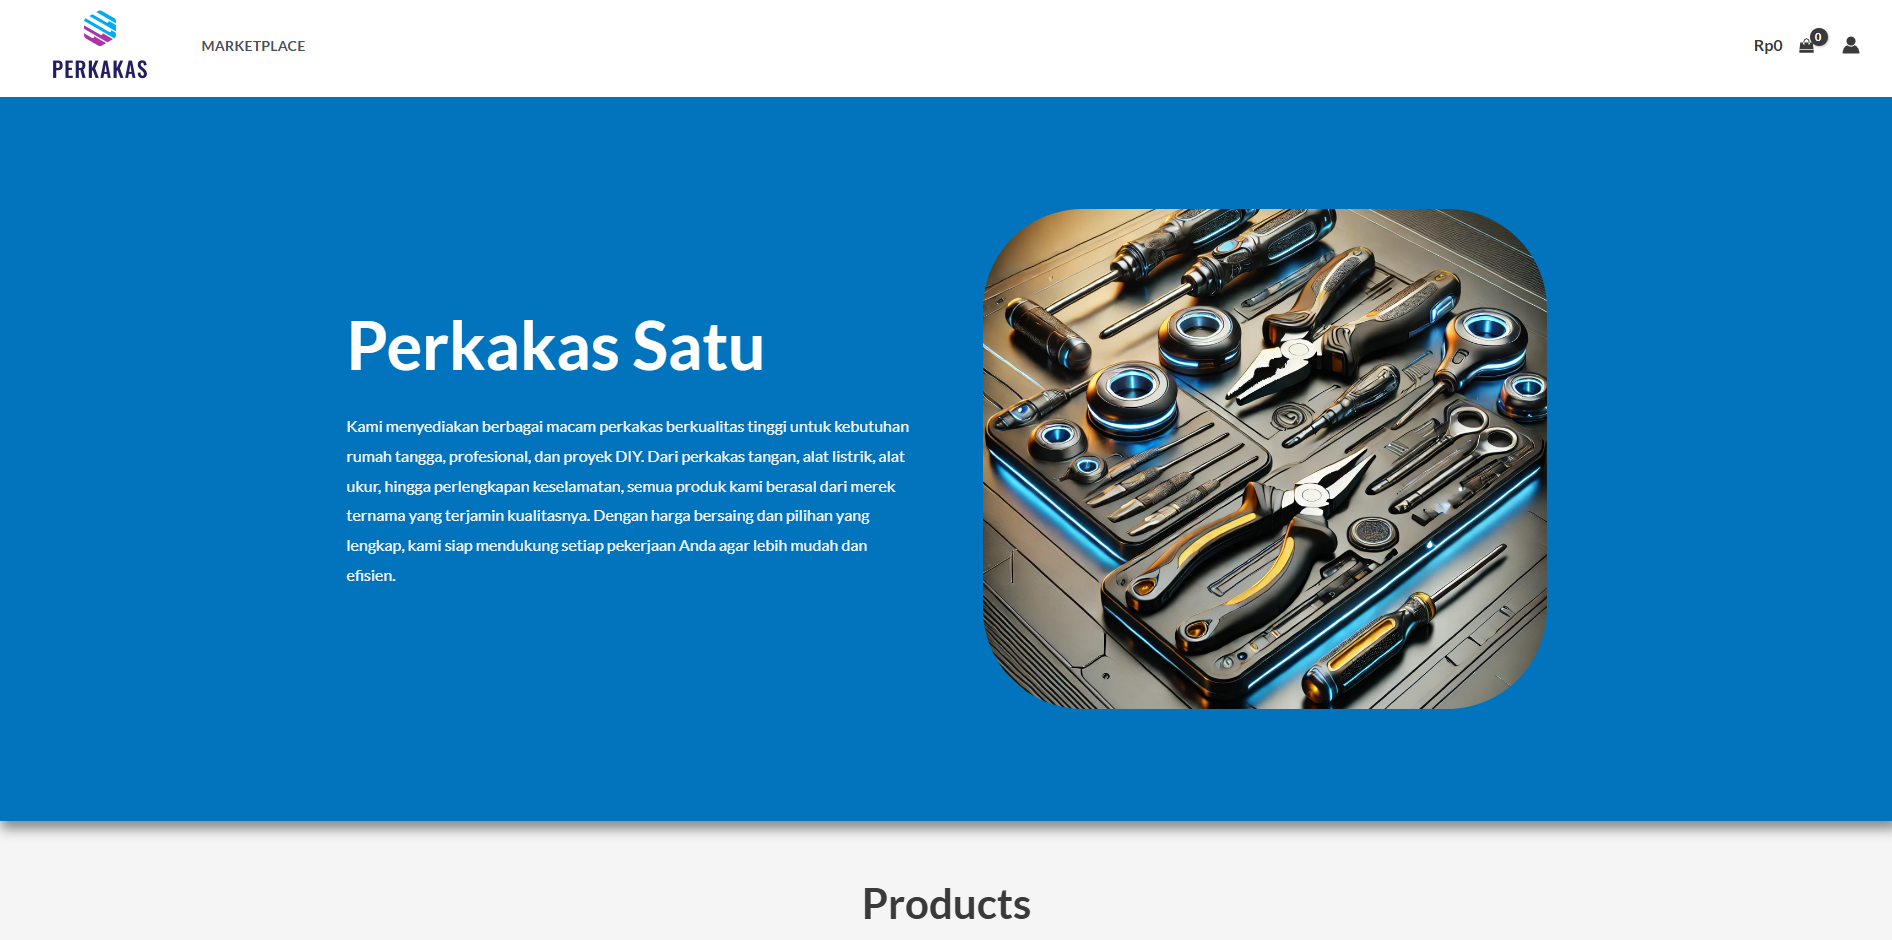 PERKAKAS
MARKETPLACE
Rp0
0
Perkakas Satu
Kami menyediakan berbagai macam perkakas berkualitas tinggi untuk kebutuhan
rumah tangga, profesional, dan proyek DIY. Dari perkakas tangan, alat listrik, alat
ukur, hingga perlengkapan keselamatan, semua produk kami berasal dari merek
ternama yang terjamin kualitasnya. Dengan harga bersaing dan pilihan yang
lengkap, kami siap mendukung setiap pekerjaan Anda agar lebih mudah dan
efisien.
Products